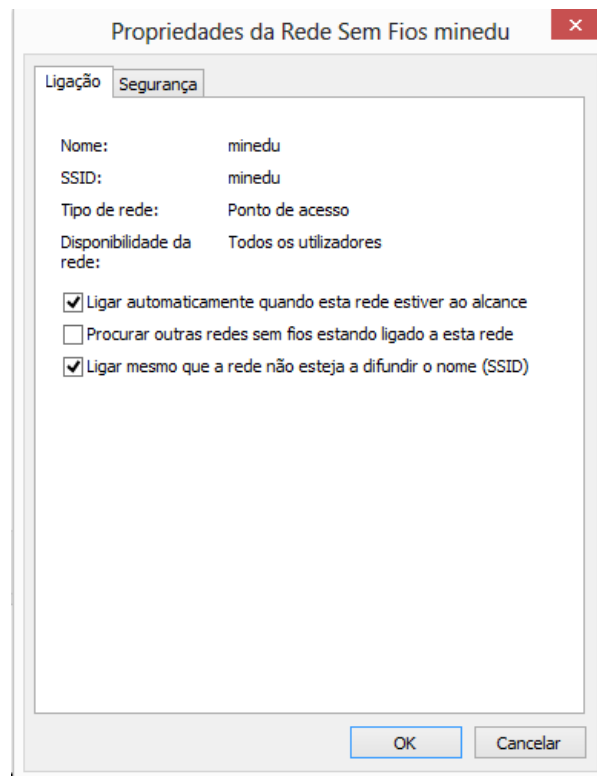 Propriedades da Rede Sem Fios minedu
Ligação Segurança
Nome: minedu
SSID: minedu
Tipo de rede: Ponto de acesso
Disponibilidade da Todos os utilizadores
rede:
Ligar automaticamente quando esta rede estiver ao alcance
Procurar outras redes sem fios estando ligado a esta rede
Ligar mesmo que a rede não esteja a difundir o nome (SSID)
OK Cancelar